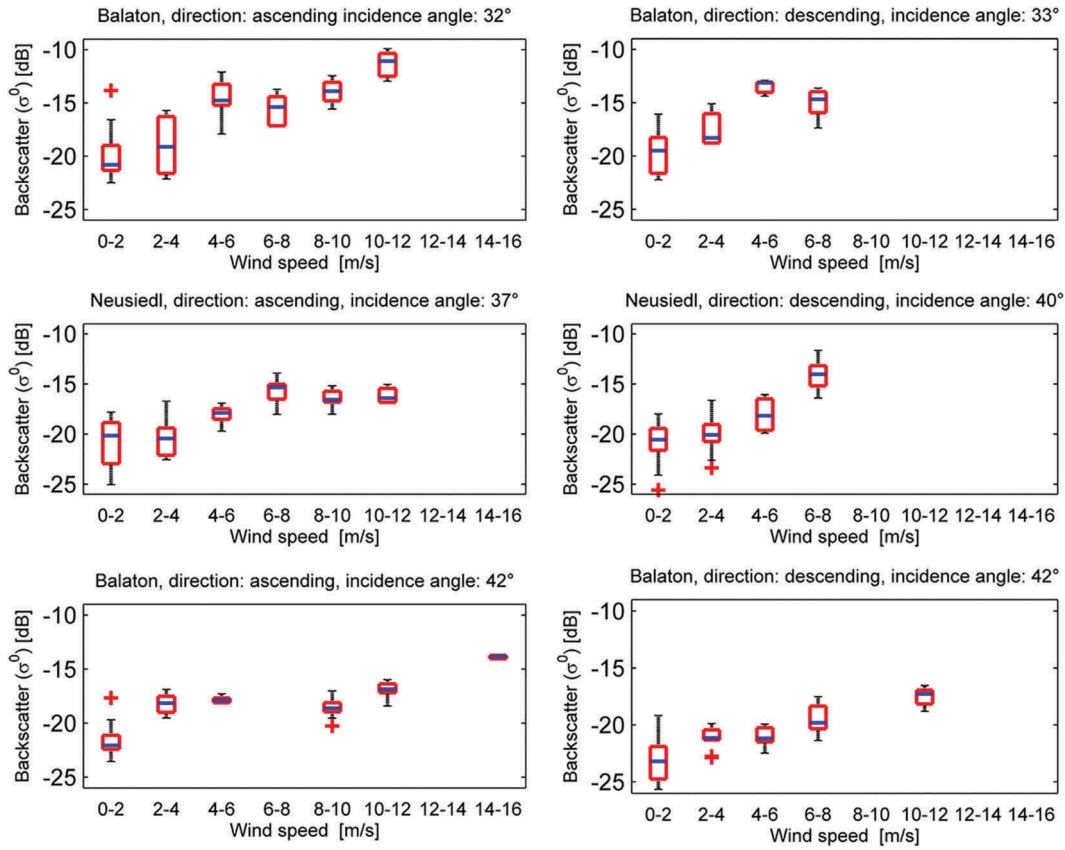 Balaton, direction: ascending incidence angle: 32°
Backscatter (σ⁰) [dB]
-10
-15
-20
-25
0-2 2-4 4-6 6-8 8-10 10-12 12-14 14-16
Wind speed [m/s]
Balaton, direction: descending, incidence angle: 33°
Backscatter (σ⁰) [dB]
-10
-15
-20
-25
0-2 2-4 4-6 6-8 8-10 10-12 12-14 14-16
Wind speed [m/s]
Neusiedl, direction: ascending, incidence angle: 37°
Backscatter (σ⁰) [dB]
-10
-15
-20
-25
0-2 2-4 4-6 6-8 8-10 10-12 12-14 14-16
Wind speed [m/s]
Neusiedl, direction: descending, incidence angle: 40°
Backscatter (σ⁰) [dB]
-10
-15
-20
-25
0-2 2-4 4-6 6-8 8-10 10-12 12-14 14-16
Wind speed [m/s]
Balaton, direction: ascending, incidence angle: 42°
Backscatter (σ⁰) [dB]
-10
-15
-20
-25
0-2 2-4 4-6 6-8 8-10 10-12 12-14 14-16
Wind speed [m/s]
Balaton, direction: descending, incidence angle: 42°
Backscatter (σ⁰) [dB]
-10
-15
-20
-25
0-2 2-4 4-6 6-8 8-10 10-12 12-14 14-16
Wind speed [m/s]